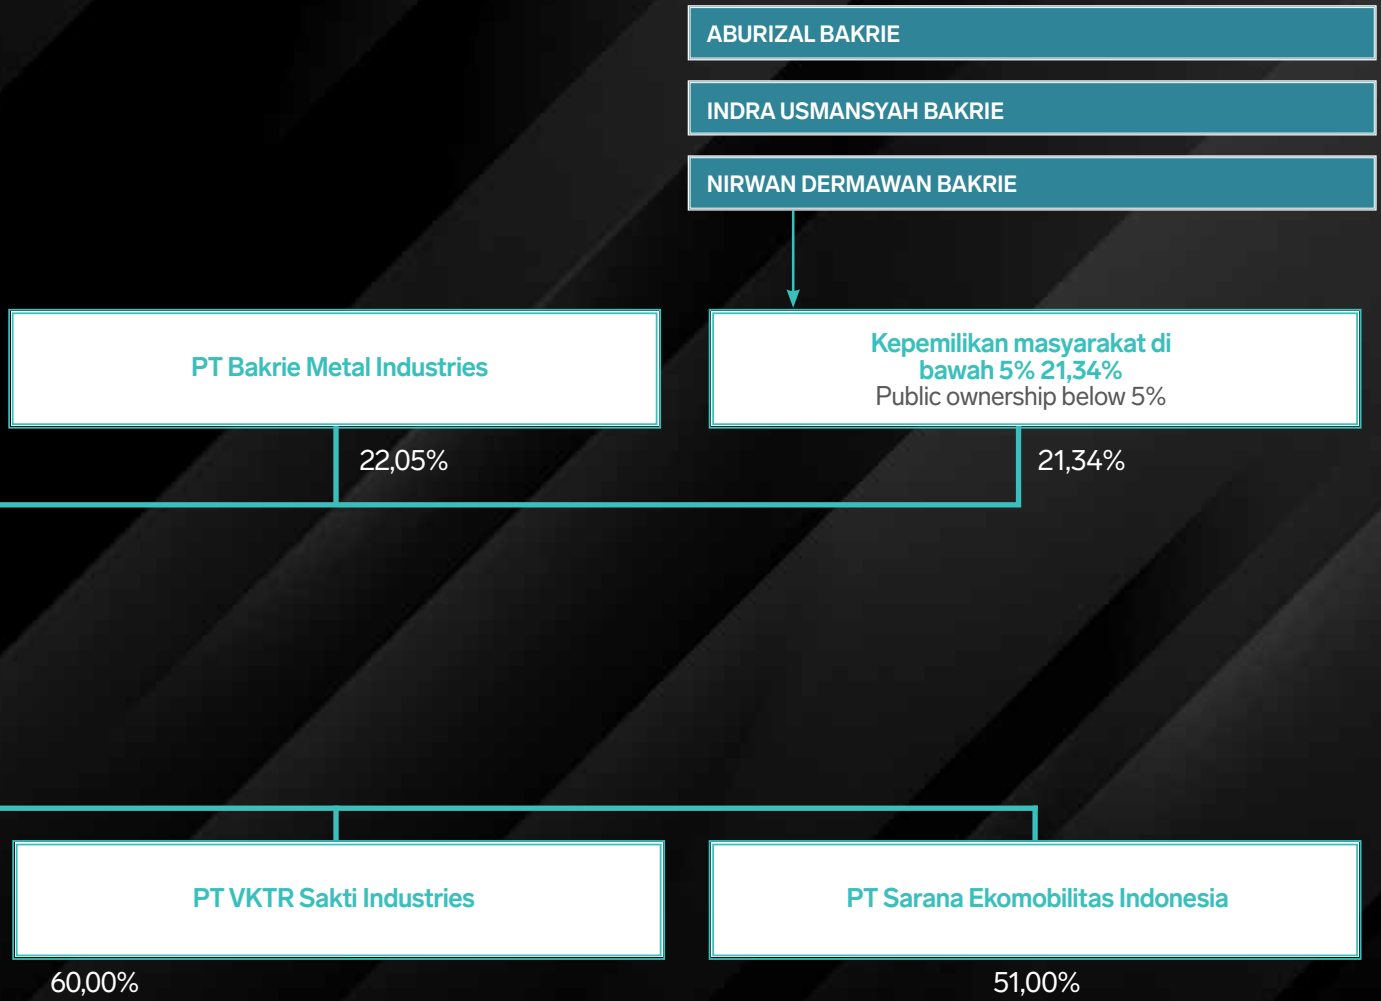 ABURIZAL BAKRIE
INDRA USMANSYAH BAKRIE
NIRWAN DERMAWAN BAKRIE
PT Bakrie Metal Industries
Kepemilikan masyarakat di
bawah 5% 21,34%
Public ownership below 5%
22,05%
21,34%
PT VKTR Sakti Industries
PT Sarana Ekomobilitas Indonesia
60,00%
51,00%